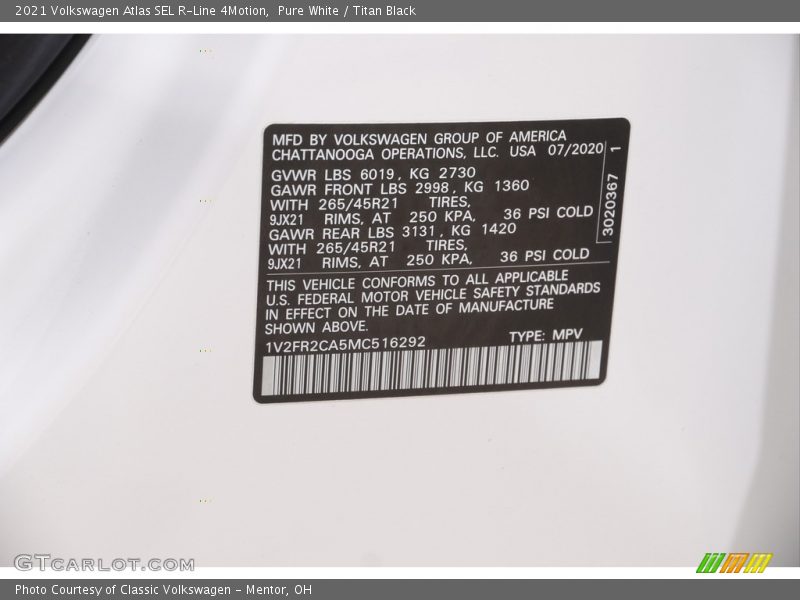 2021 Volkswagen Atlas SEL R-Line 4Motion, Pure White / Titan Black
MFD BY VOLKSWAGEN GROUP OF AMERICA
CHATTANOOGA OPERATIONS, LLC. USA 07/2020
GVWR LBS 6019, KG 2730
GAWR FRONT LBS 2998, KG 1360
WITH 265/45R21 TIRES,
9JX21 RIMS, AT 250 KPA, 36 PSI COLD
GAWR REAR LBS 3131, KG 1420
WITH 265/45R21 TIRES,
9JX21 RIMS, AT 250 KPA, 36 PSI COLD
3020367 1
THIS VEHICLE CONFORMS TO ALL APPLICABLE
U.S. FEDERAL MOTOR VEHICLE SAFETY STANDARDS
IN EFFECT ON THE DATE OF MANUFACTURE
SHOWN ABOVE.
1V2FR2CA5MC516292 TYPE: MPV
GTCARLOT.COM
Photo Courtesy of Classic Volkswagen - Mentor, OH